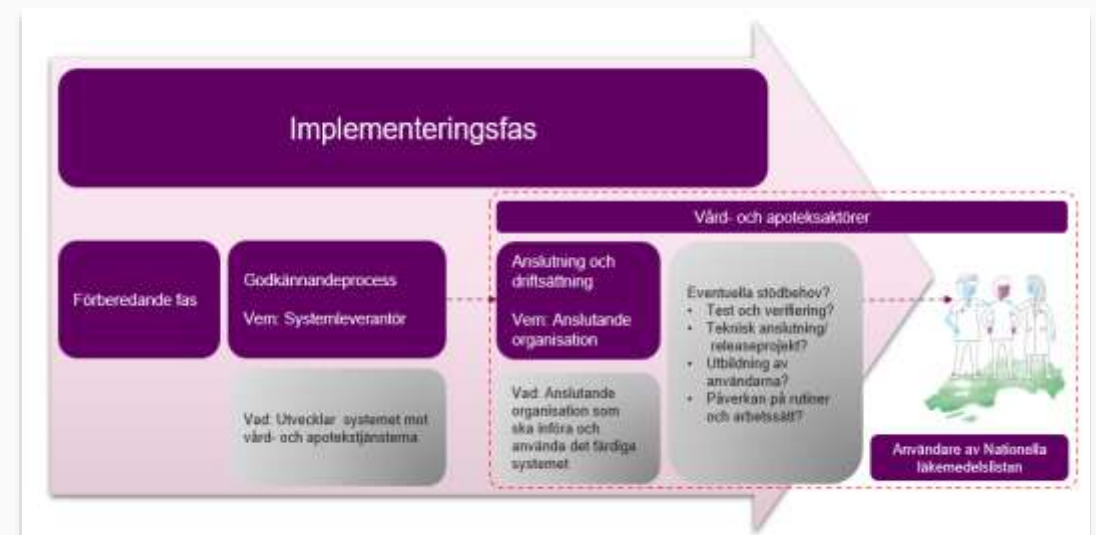 Implementeringsfas
Vård- och apoteksaktörer
Förberedande fas
Godkännandeprocess
Vem: Systemleverantör
Vad: Utvecklar systemet mot
vård- och apotekstjänsterna
Anslutning och
driftsättning
Vem: Anslutande
organisation
Vad: Anslutande
organisation som
ska införa och
använda det färdiga
systemet
Eventuella stödbehov?
• Test och verifiering?
• Teknisk anslutning/
releaseprojekt?
• Utbildning av
användarna?
• Påverkan på rutiner
och arbetssätt?
Användare av Nationella
läkemedelslistan